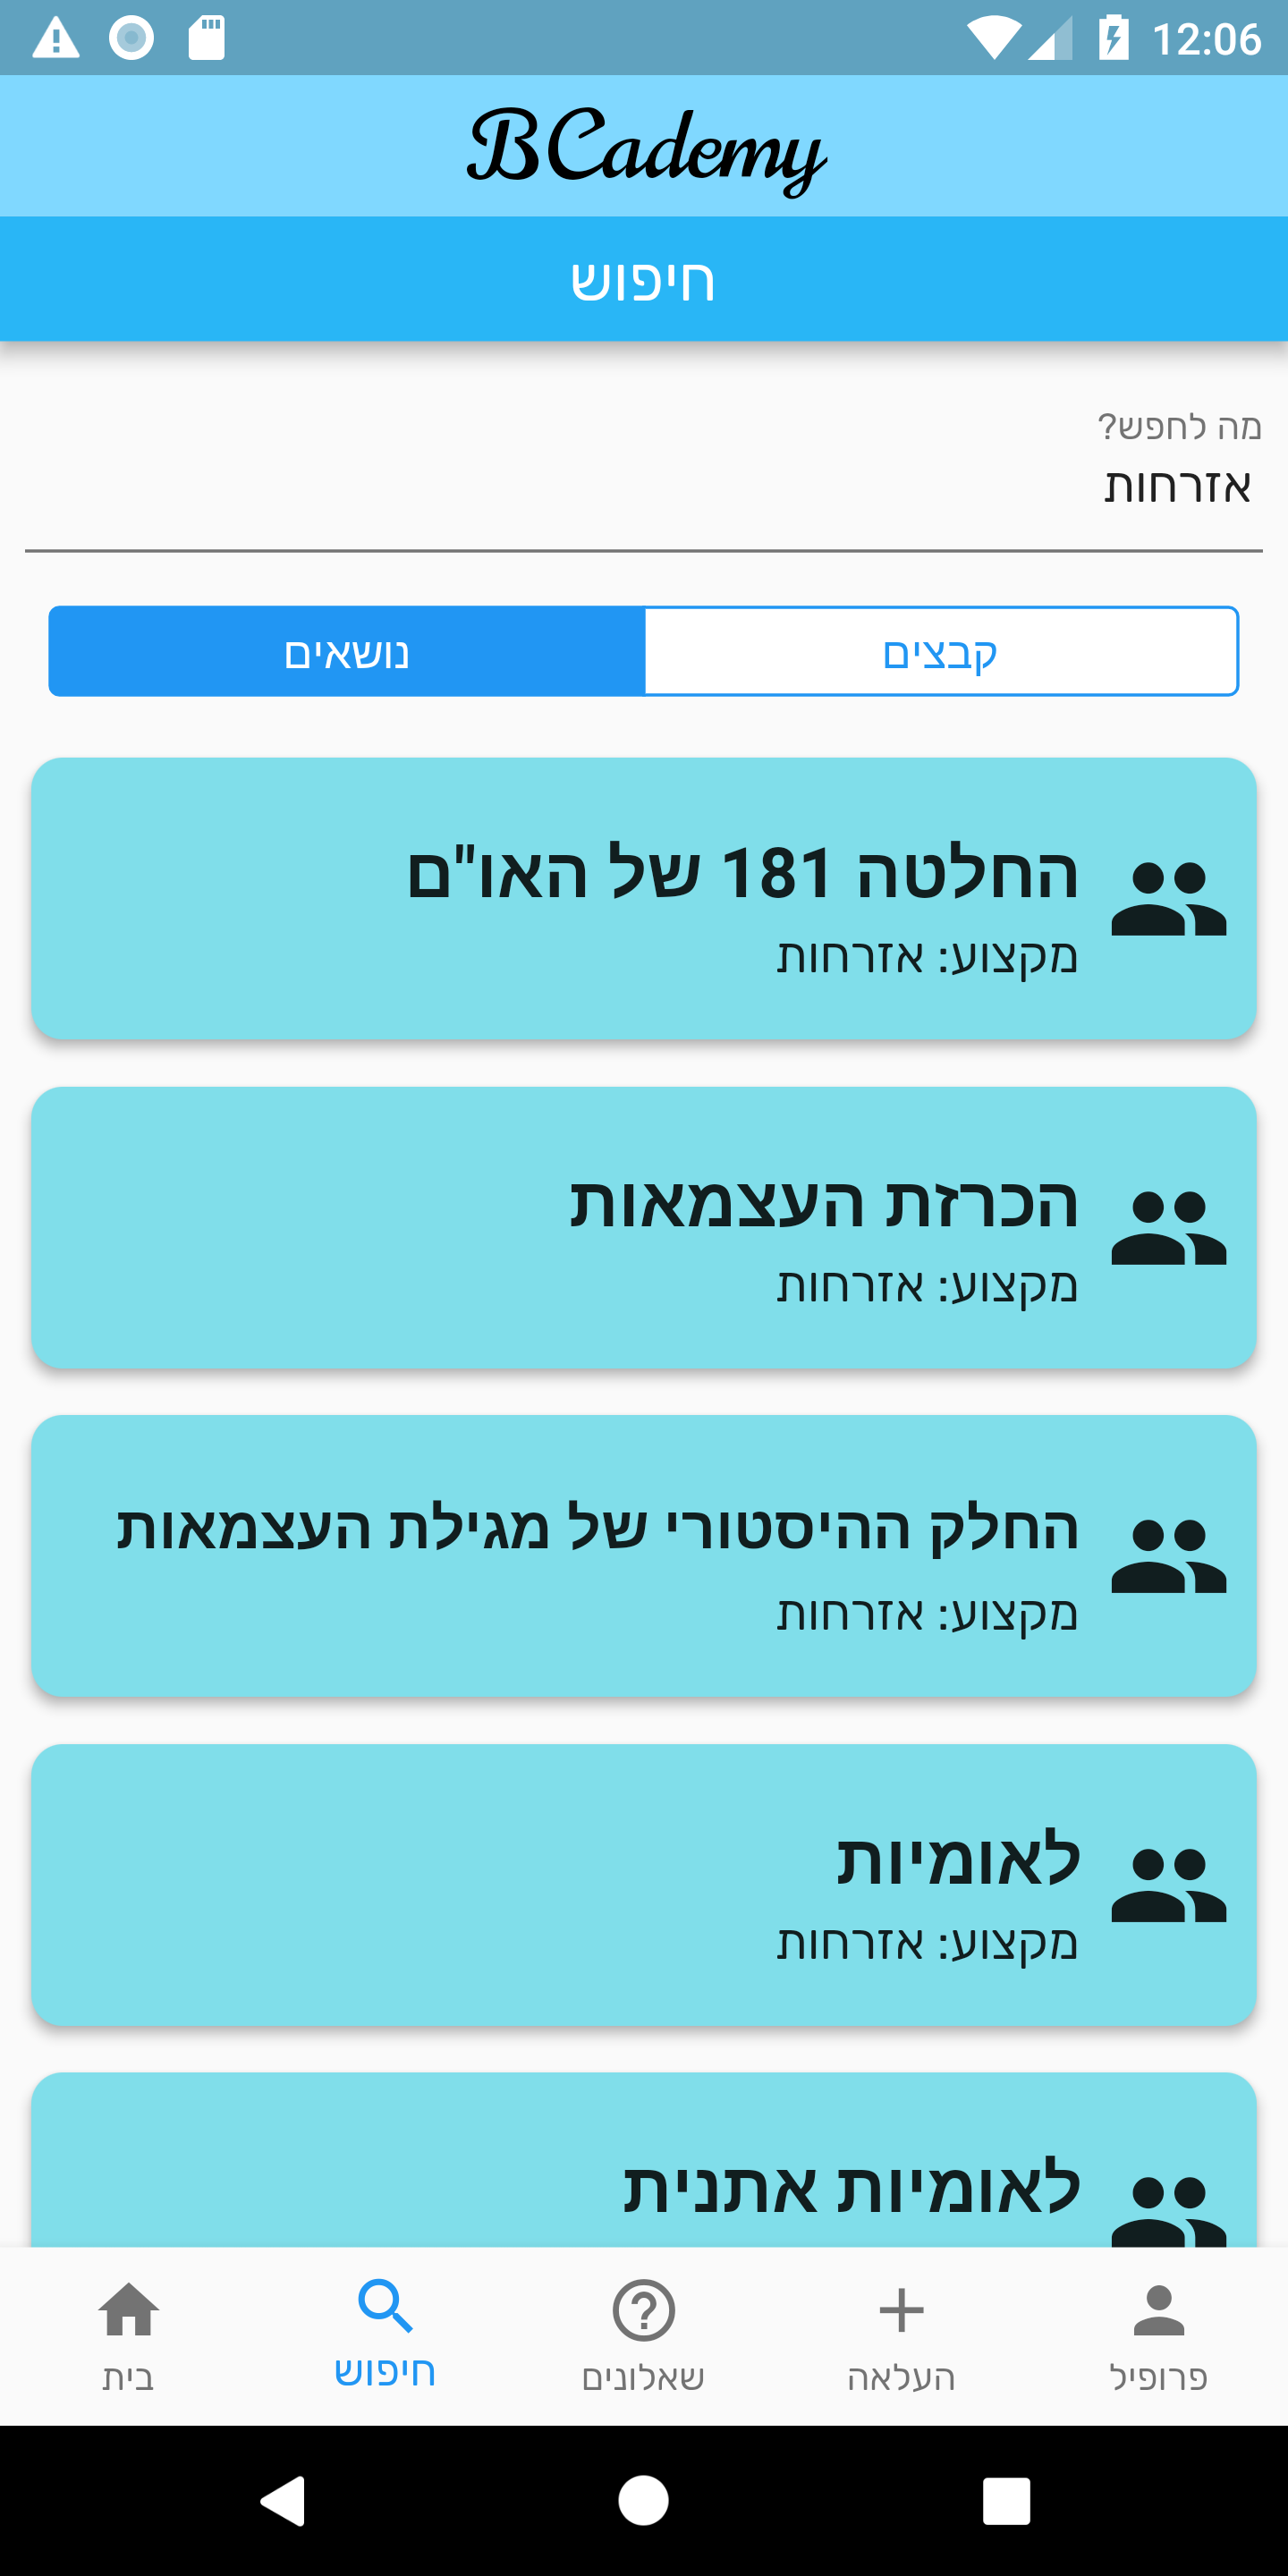 12:06
BCademy
חיפוש
מה לחפש?
אזרחות
קבצים
נושאים
החלטה 181 של האו"ם
מקצוע: אזרחות
הכרזת העצמאות
מקצוע: אזרחות
החלק ההיסטורי של מגילת העצמאות
מקצוע: אזרחות
לאומיות
מקצוע: אזרחות
לאומיות אתנית
פרופיל
העלאה
שאלונים
חיפוש
בית